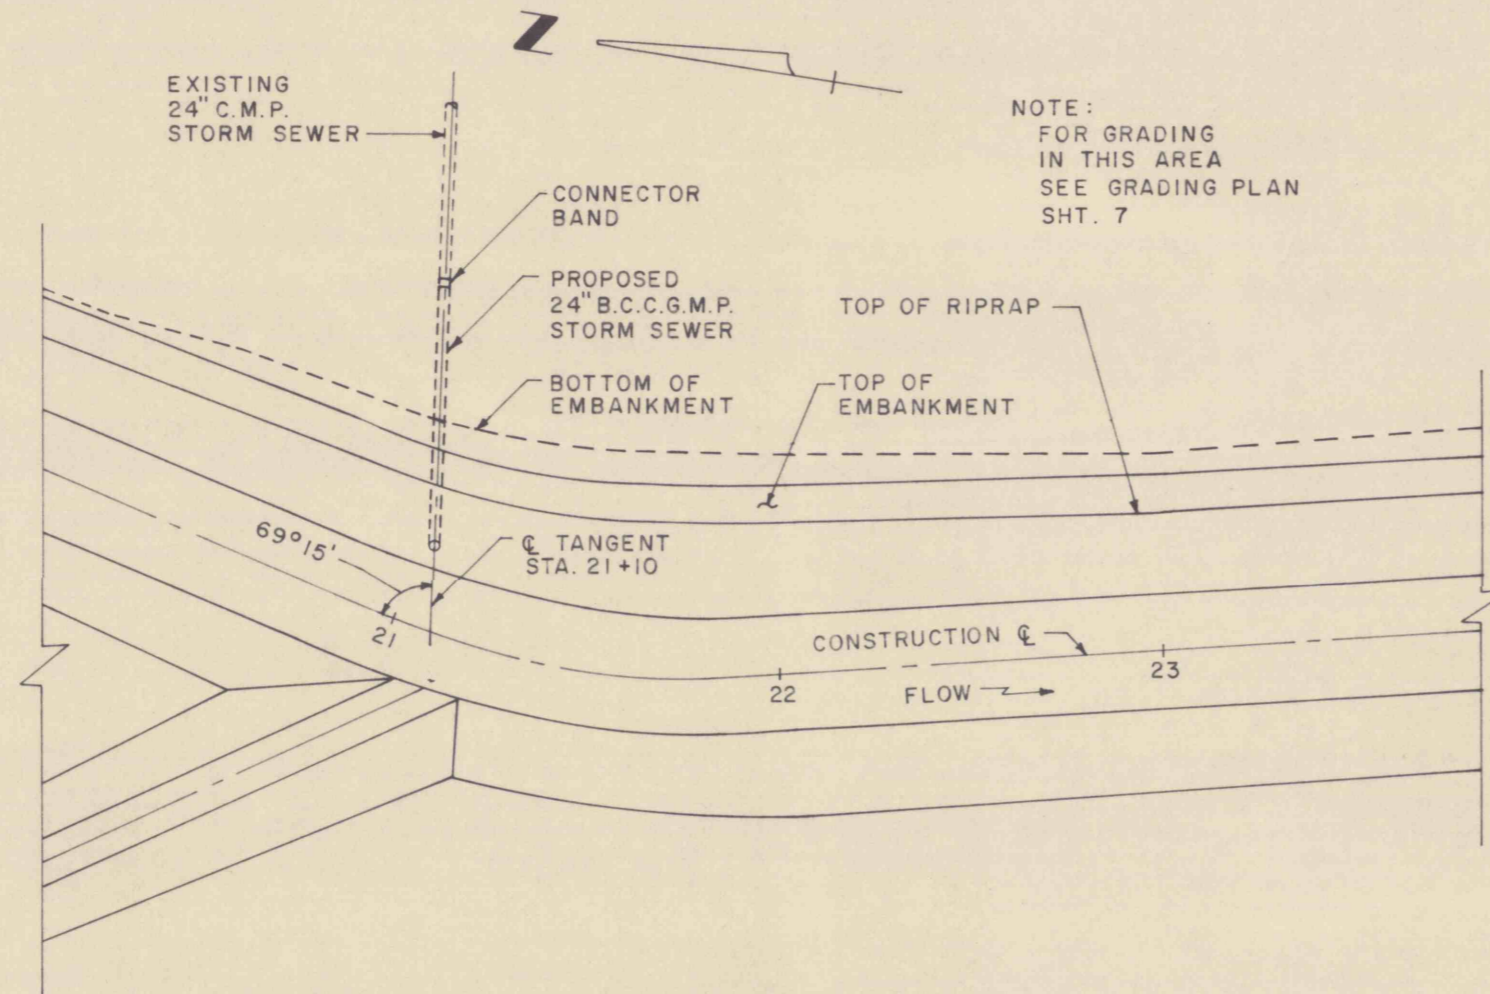 Z
EXISTING
24" C.M.P.
STORM SEWER
NOTE:
FOR GRADING
IN THIS AREA
SEE GRADING PLAN
SHT. 7
CONNECTOR
BAND
PROPOSED
24" B.C.C.G.M.P.
STORM SEWER
TOP OF RIPRAP
BOTTOM OF
EMBANKMENT
TOP OF
EMBANKMENT
69°15'
℄ TANGENT
STA. 21+10
21
CONSTRUCTION ℄
22
23
FLOW